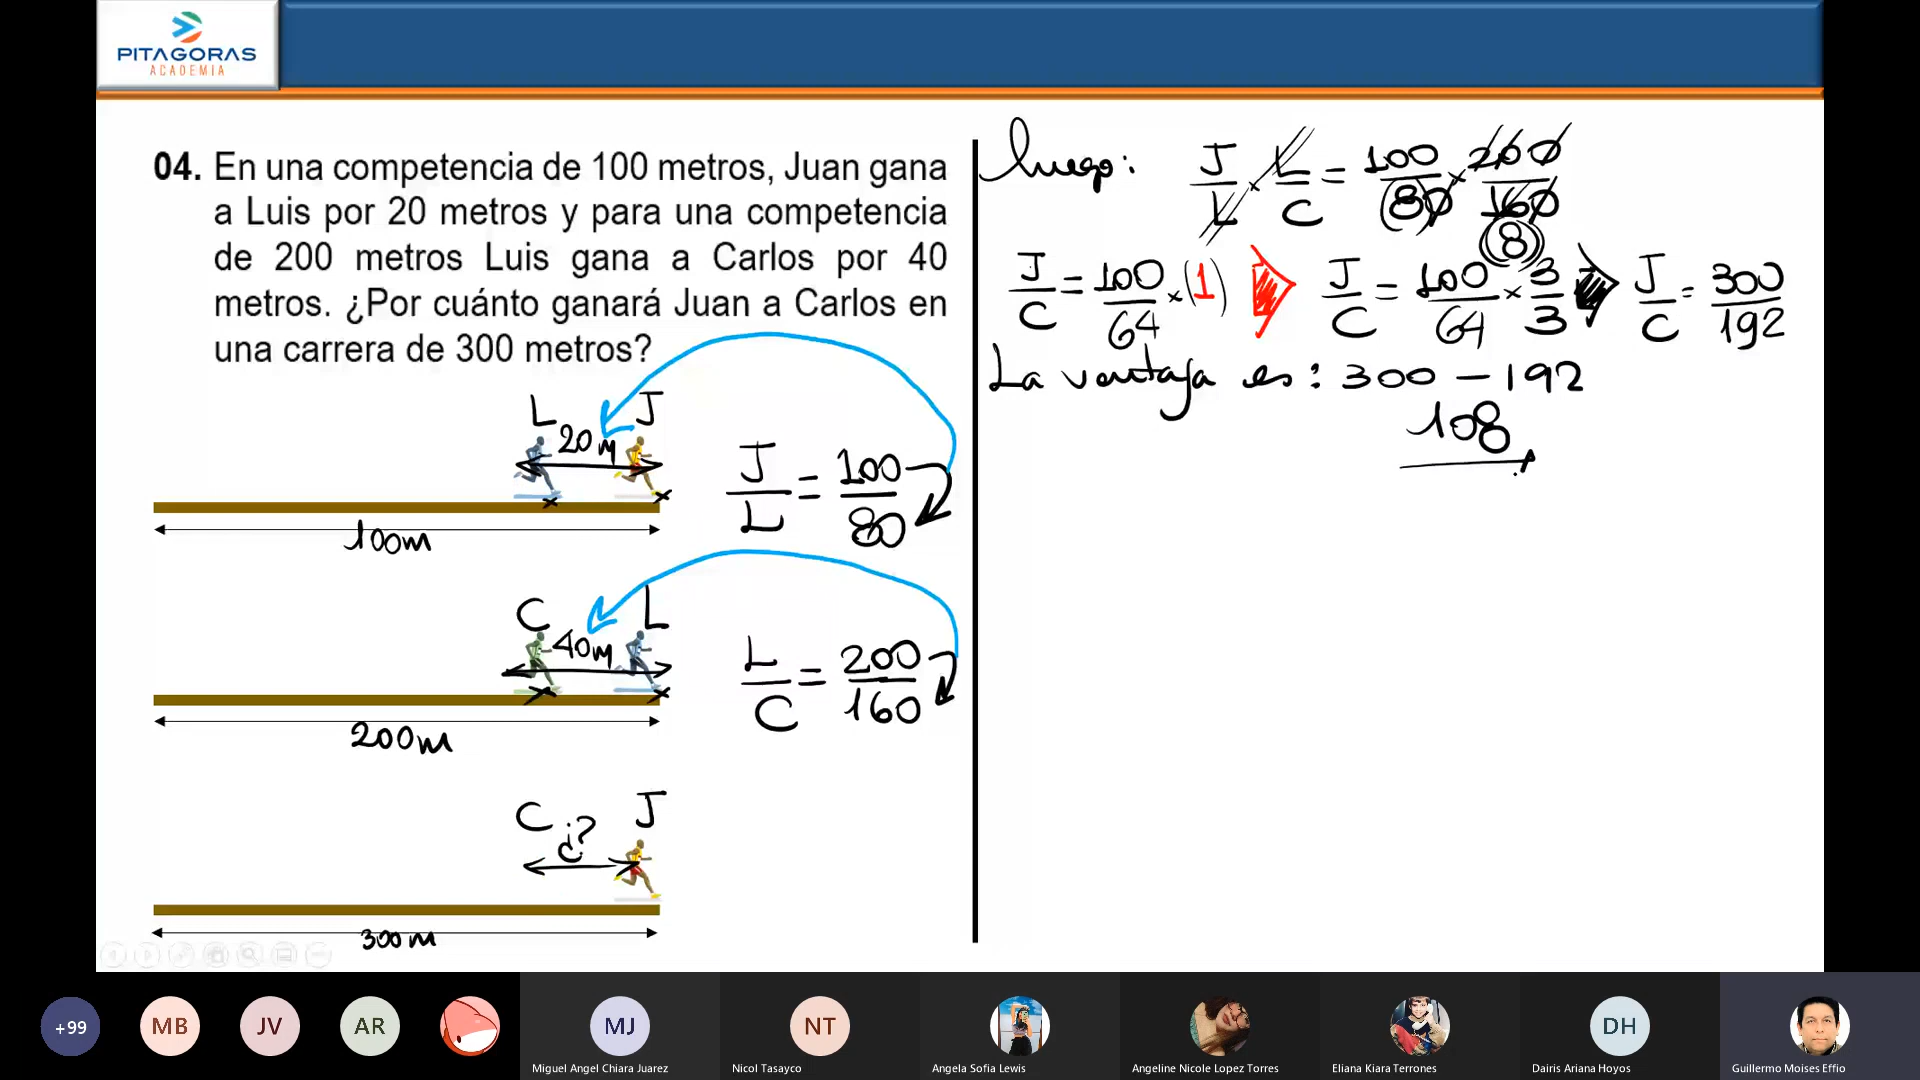 PITAGORAS
ACADEMIA
04. En una competencia de 100 metros, Juan gana
a Luis por 20 metros y para una competencia
de 200 metros Luis gana a Carlos por 40
metros. ¿Por cuánto ganará Juan a Carlos en
una carrera de 300 metros?
L 20m J
J/L = 100/80
100m
C 40m L
L/C = 200/160
200m
C ¿? J
300m
luego: J/L × L/C = 100/80 × 200/160
8
J/C = 100/64 × (1) J/C = 100/64 × 3/3 J/C = 300/192
La ventaja es: 300 - 192
108
+99
MB
JV
AR
MJ
NT
DH
Miguel Angel Chiara Juarez
Nicol Tasayco
Angela Sofia Lewis
Angeline Nicole Lopez Torres
Eliana Kiara Terrones
Dairis Ariana Hoyos
Guillermo Moises Effio